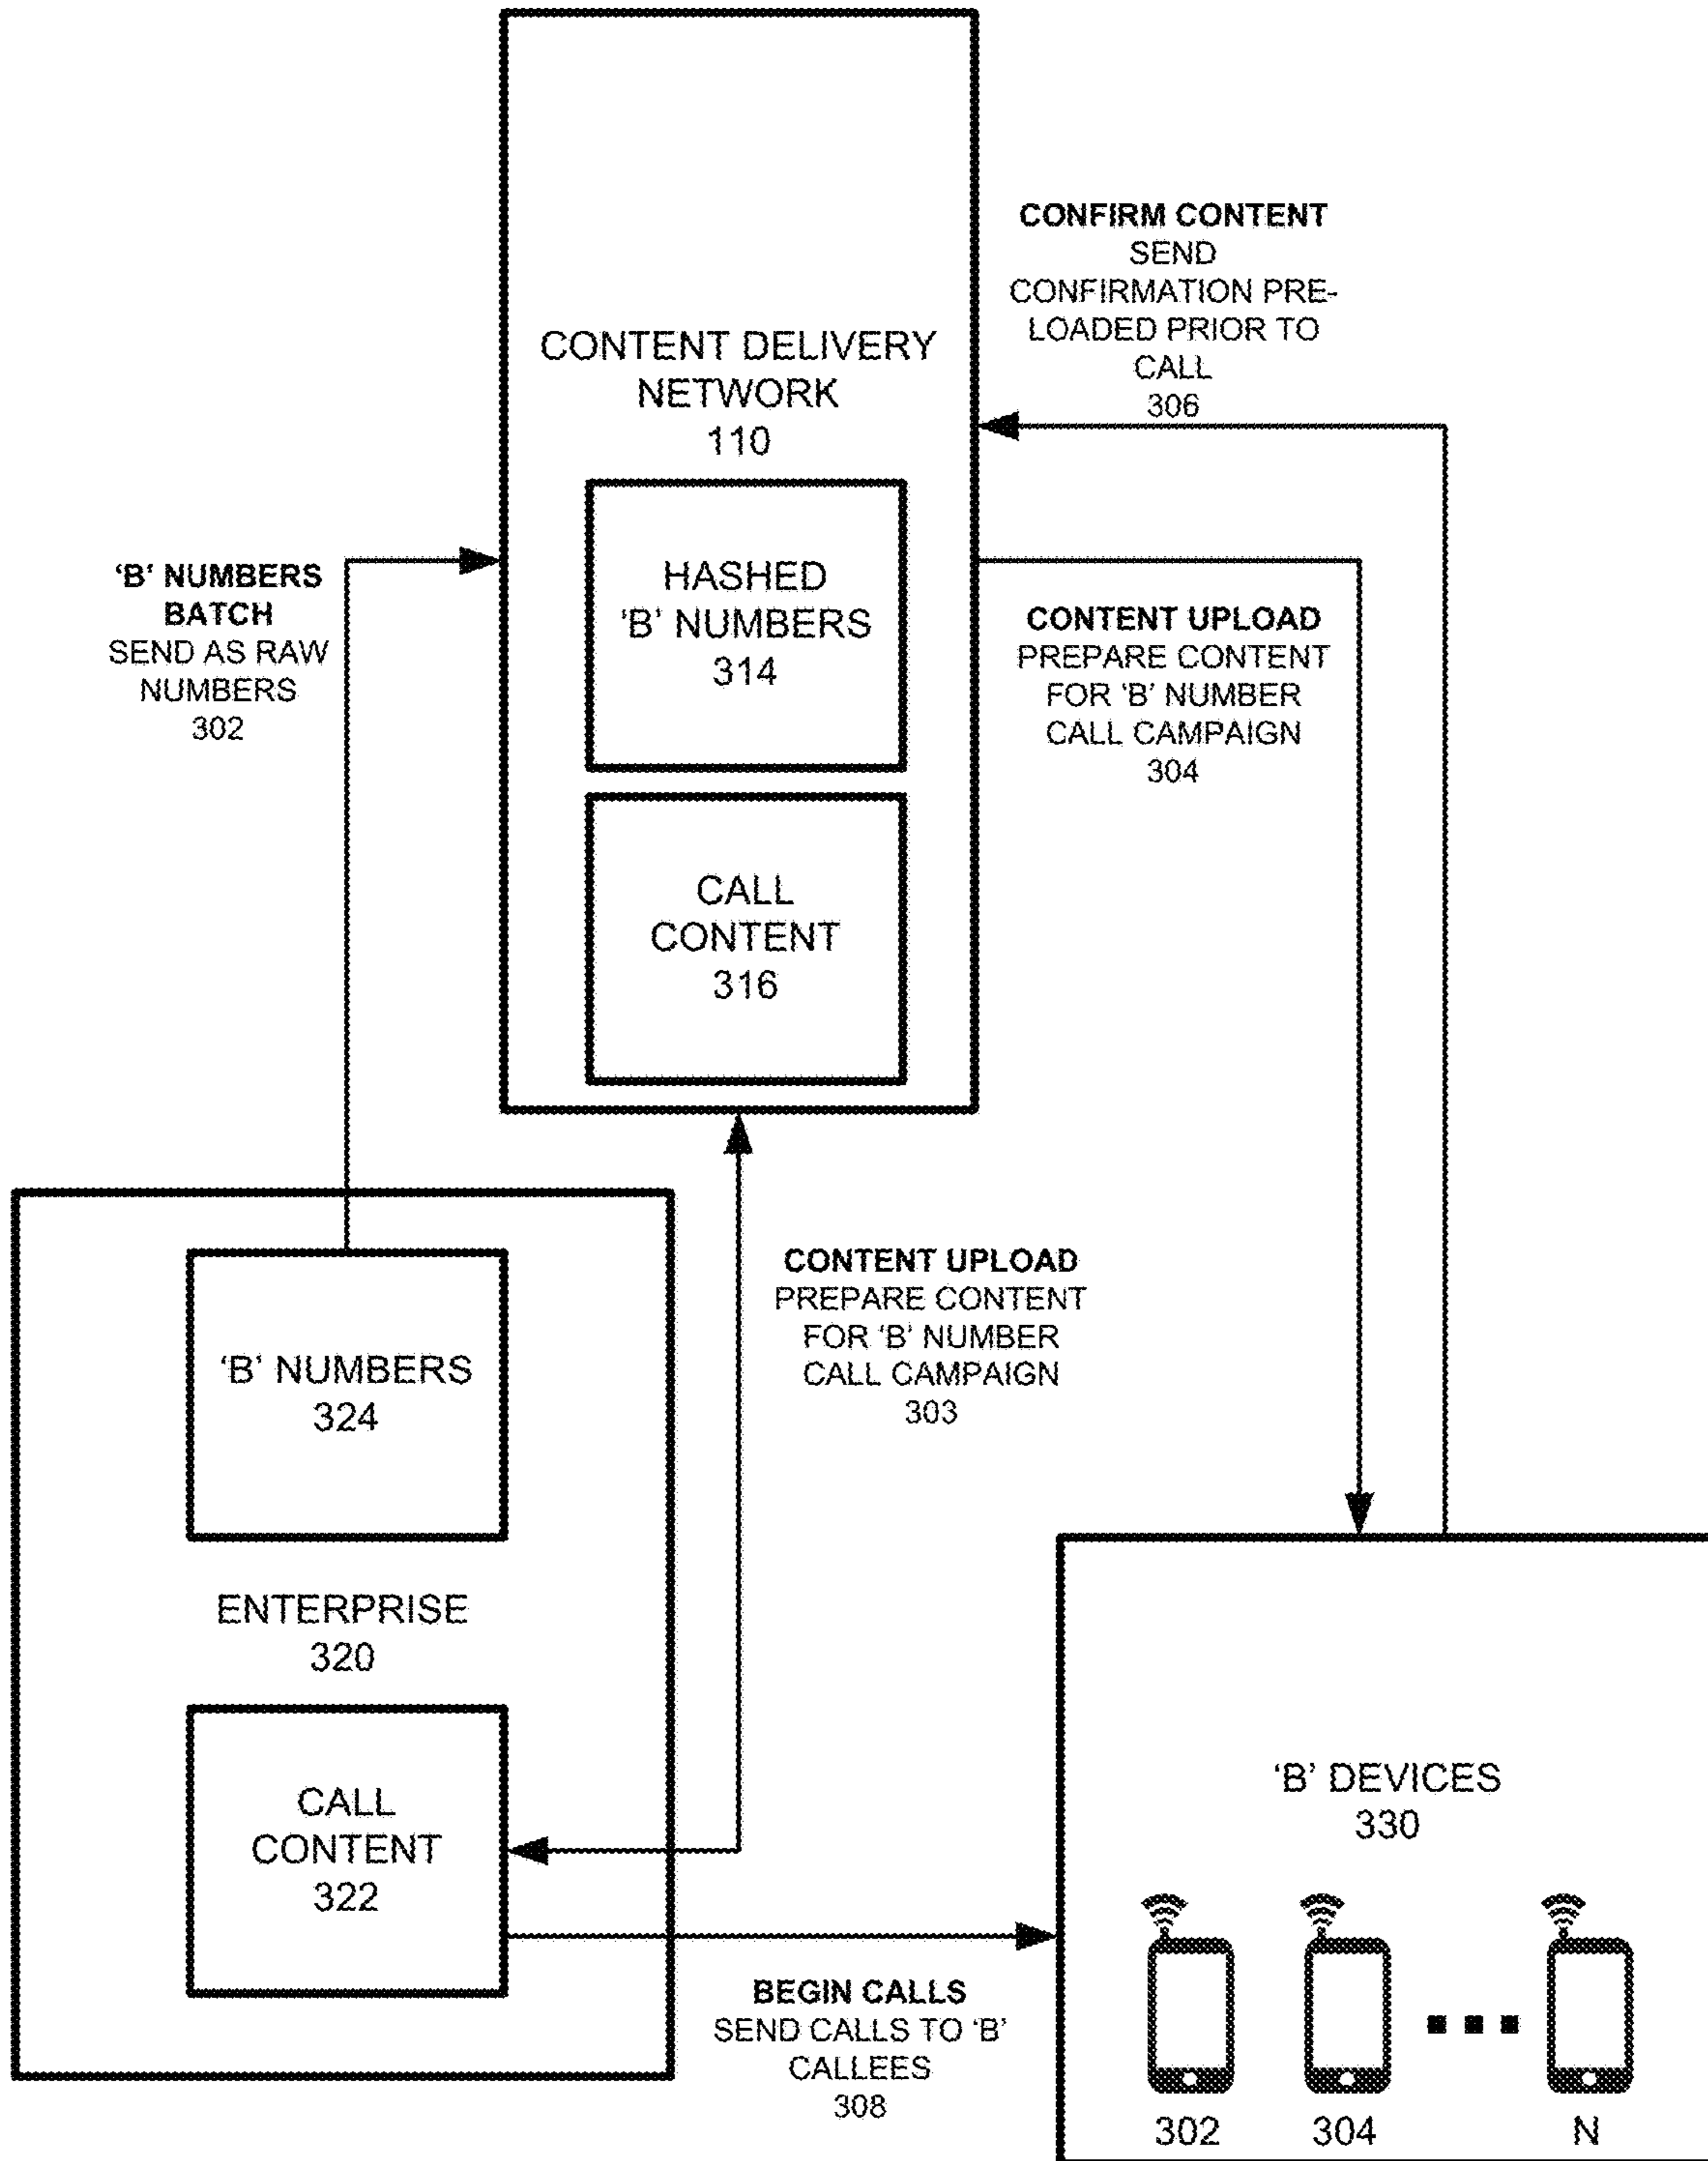 CONTENT DELIVERY
NETWORK
110
HASHED
'B' NUMBERS
314
CALL
CONTENT
316
CONFIRM CONTENT
SEND
CONFIRMATION PRE-
LOADED PRIOR TO
CALL
306
'B' NUMBERS
BATCH
SEND AS RAW
NUMBERS
302
CONTENT UPLOAD
PREPARE CONTENT
FOR 'B' NUMBER
CALL CAMPAIGN
304
CONTENT UPLOAD
PREPARE CONTENT
FOR 'B' NUMBER
CALL CAMPAIGN
303
'B' NUMBERS
324
ENTERPRISE
320
CALL
CONTENT
322
BEGIN CALLS
SEND CALLS TO 'B'
CALLEES
308
'B' DEVICES
330
302 304 N